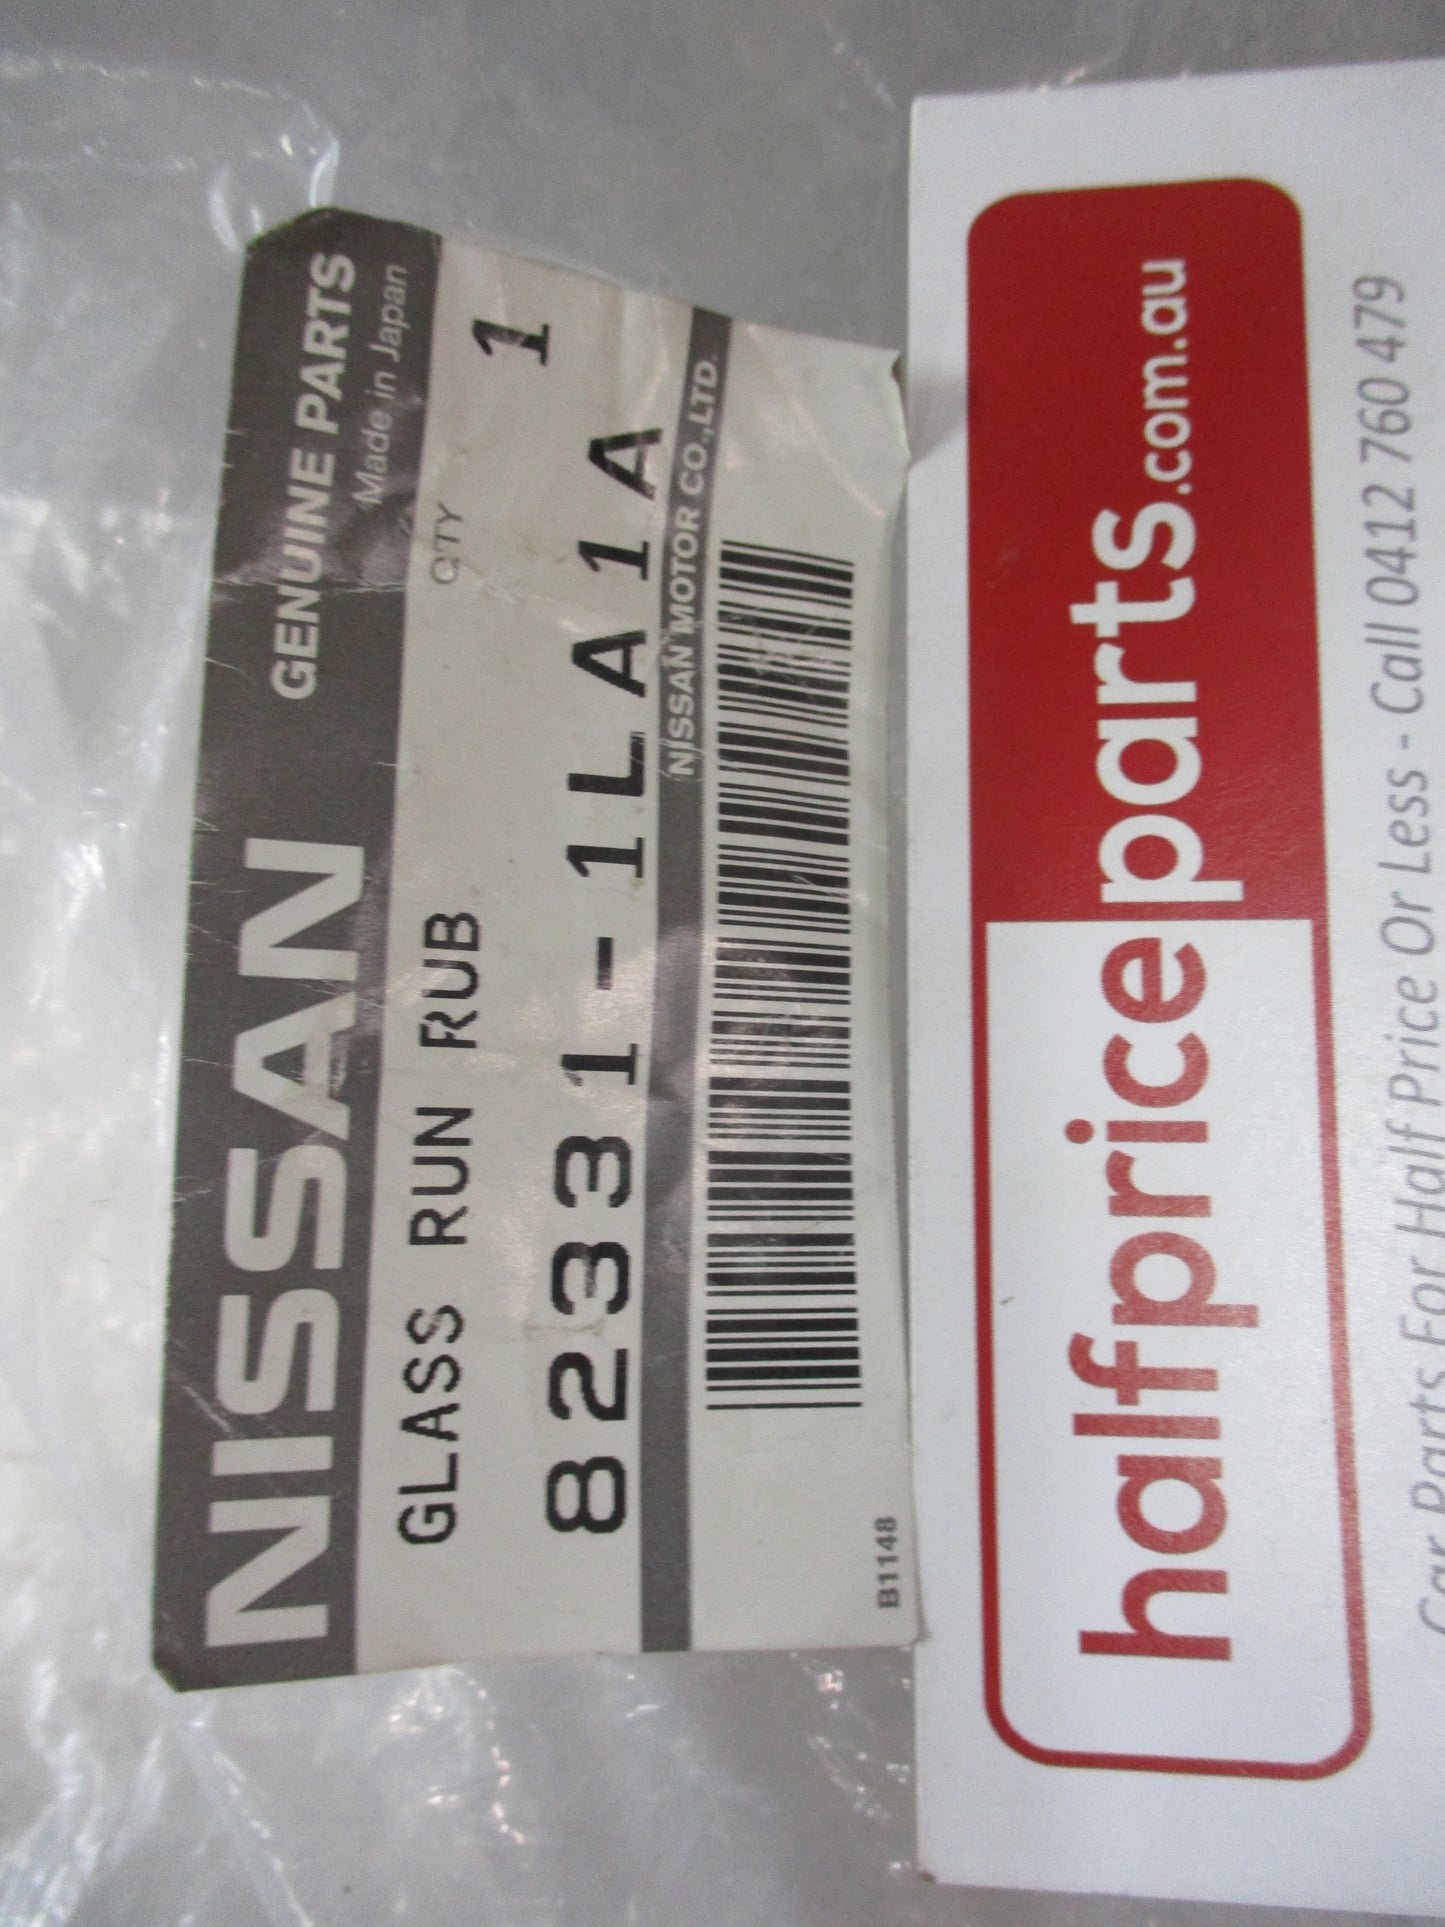 NISSAN GENUINE PARTS
Made in Japan
GLASS RUN RUB
Q'TY
1
82331-1LA1A
NISSAN MOTOR CO.,LTD.
B1148
halfpriceparts.com.au
Car Parts For Half Price Or Less - Call 0412 760 479